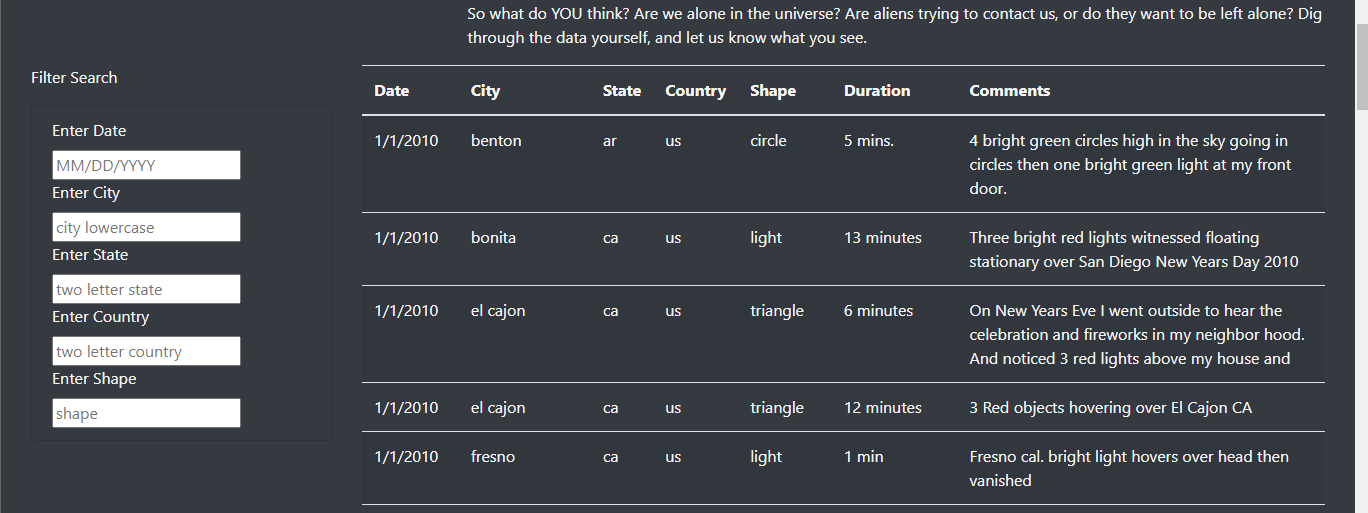 So what do YOU think? Are we alone in the universe? Are aliens trying to contact us, or do they want to be left alone? Dig
through the data yourself, and let us know what you see.
Filter Search
Enter Date
MM/DD/YYYY
Enter City
city lowercase
Enter State
two letter state
Enter Country
two letter country
Enter Shape
shape
Date City State Country Shape Duration Comments
1/1/2010 benton ar us circle 5 mins. 4 bright green circles high in the sky going in
circles then one bright green light at my front
door.
1/1/2010 bonita ca us light 13 minutes Three bright red lights witnessed floating
stationary over San Diego New Years Day 2010
1/1/2010 el cajon ca us triangle 6 minutes On New Years Eve I went outside to hear the
celebration and fireworks in my neighbor hood.
And noticed 3 red lights above my house and
1/1/2010 el cajon ca us triangle 12 minutes 3 Red objects hovering over El Cajon CA
1/1/2010 fresno ca us light 1 min Fresno cal. bright light hovers over head then
vanished